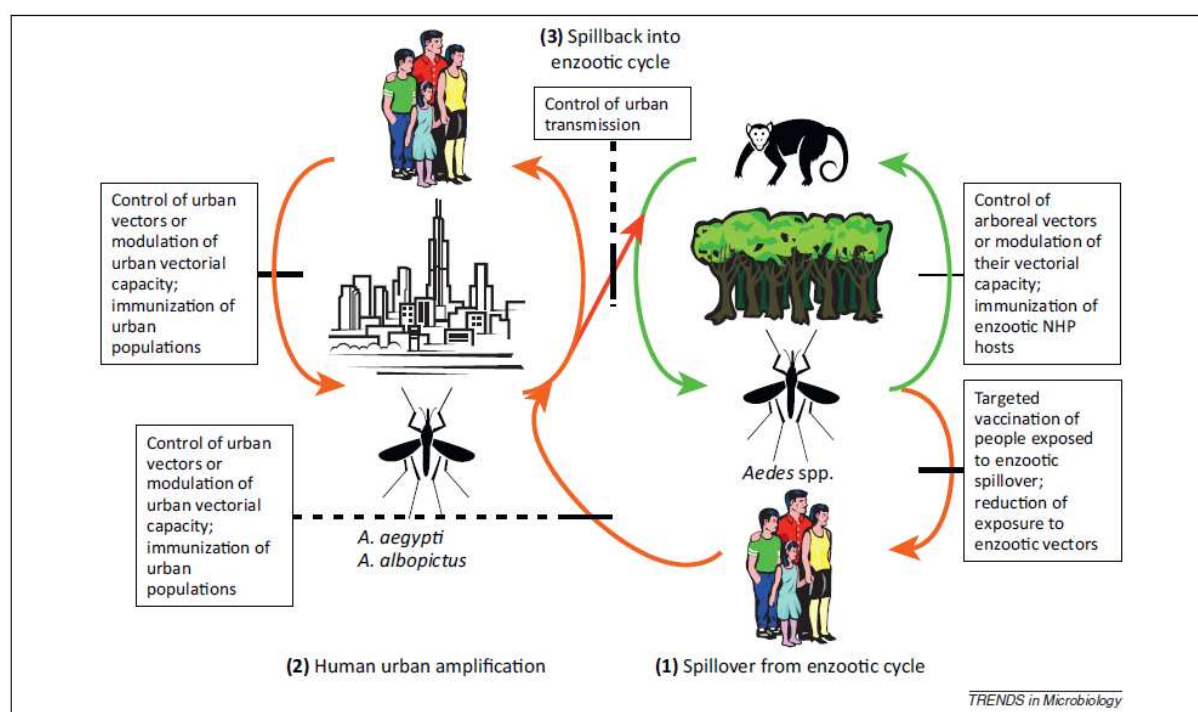 (3) Spillback into
enzootic cycle
Control of urban
transmission
Control of urban
vectors or
modulation of
urban vectorial
capacity;
immunization of
urban
populations
Control of
arboreal vectors
or modulation of
their vectorial
capacity;
immunization of
enzootic NHP
hosts
Control of urban
vectors or
modulation of
urban vectorial
capacity;
immunization of
urban
populations
A. aegypti
A. albopictus
Aedes spp.
Targeted
vaccination of
people exposed
to enzootic
spillover;
reduction of
exposure to
enzootic vectors
(2) Human urban amplification
(1) Spillover from enzootic cycle
TRENDS in Microbiology